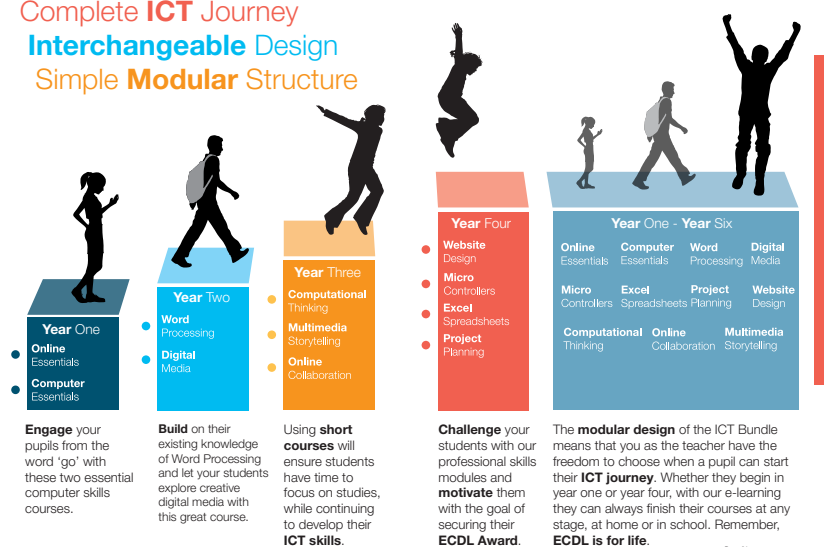 Complete ICT Journey
Interchangeable Design
Simple Modular Structure
Year One
Online
Essentials
Computer
Essentials
Engage your
pupils from the
word ‘go’ with
these two essential
computer skills
courses.
Year Two
Word
Processing
Digital
Media
Build on their
existing knowledge
of Word Processing
and let your students
explore creative
digital media with
this great course.
Year Three
Computational
Thinking
Multimedia
Storytelling
Online
Collaboration
Using short
courses will
ensure students
have time to
focus on studies,
while continuing
to develop their
ICT skills.
Year Four
Website
Design
Micro
Controllers
Excel
Spreadsheets
Project
Planning
Challenge your
students with our
professional skills
modules and
motivate them
with the goal of
securing their
ECDL Award.
Year One - Year Six
Online Computer Word Digital
Essentials Essentials Processing Media
Micro Excel Project Website
Controllers Spreadsheets Planning Design
Computational Online Multimedia
Thinking Collaboration Storytelling
The modular design of the ICT Bundle
means that you as the teacher have the
freedom to choose when a pupil can start
their ICT journey. Whether they begin in
year one or year four, with our e-learning
they can always finish their courses at any
stage, at home or in school. Remember,
ECDL is for life.